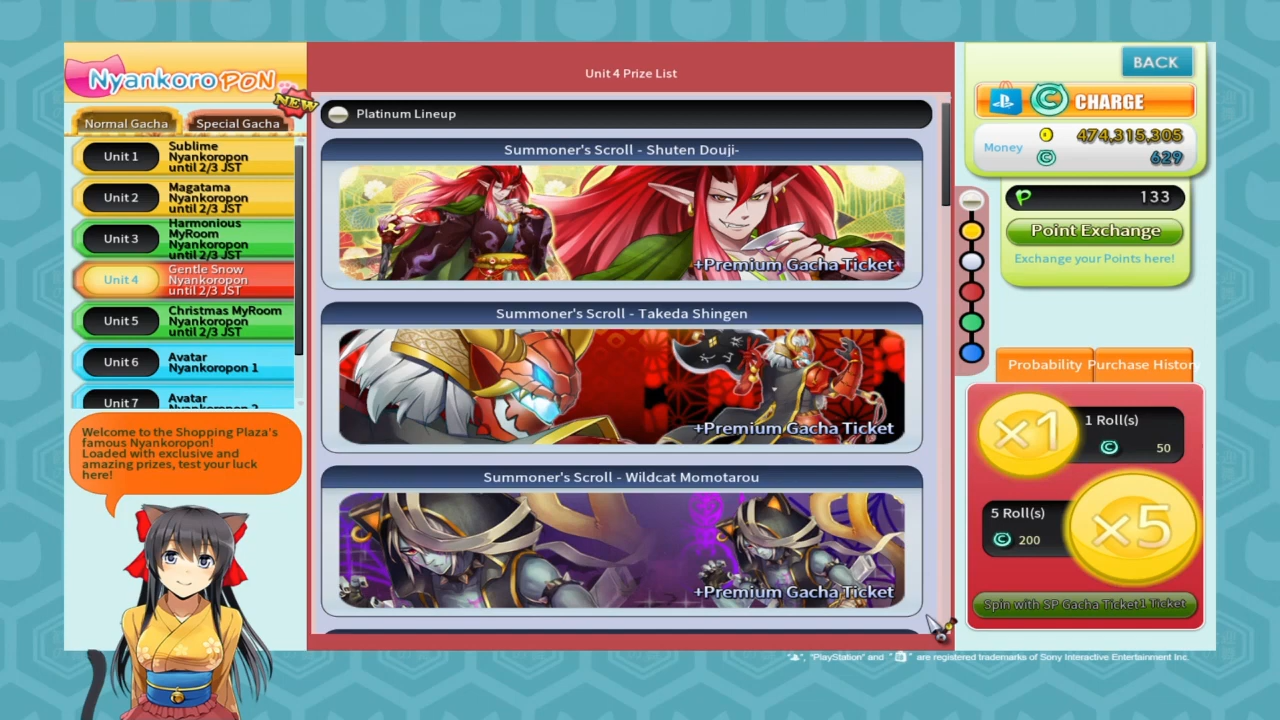 Nyankoro PON
NEW
Normal Gacha
Special Gacha
Unit 1
Sublime
Nyankoropon
until 2/3 JST
Unit 2
Magatama
Nyankoropon
until 2/3 JST
Unit 3
Harmonious
MyRoom
Nyankoropon
until 2/3 JST
Unit 4
Gentle Snow
Nyankoropon
until 2/3 JST
Unit 5
Christmas MyRoom
Nyankoropon
until 2/3 JST
Unit 6
Avatar
Nyankoropon 1
Unit 7
Avatar
Nyankoropon 2
Welcome to the Shopping Plaza's
famous Nyankoropon!
Loaded with exclusive and
amazing prizes, test your luck
here!
Unit 4 Prize List
Platinum Lineup
Summoner's Scroll - Shuten Douji-
+Premium Gacha Ticket
Summoner's Scroll - Takeda Shingen
+Premium Gacha Ticket
Summoner's Scroll - Wildcat Momotarou
+Premium Gacha Ticket
BACK
CHARGE
Money
474,315,305
629
133
Point Exchange
Exchange your Points here!
Probability
Purchase History
×1
1 Roll(s)
50
5 Roll(s)
200
×5
Spin with SP Gacha Ticket 1 Ticket
", "PlayStation" and " " are registered trademarks of Sony Interactive Entertainment Inc.